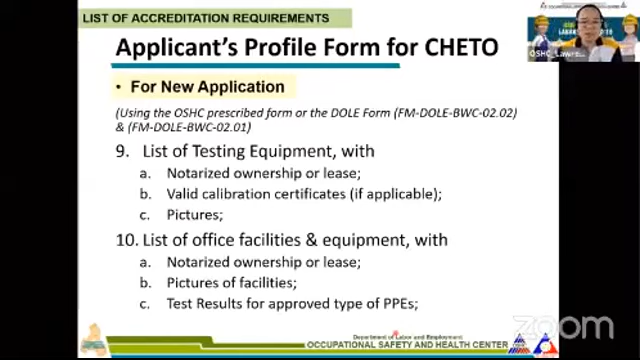 LIST OF ACCREDITATION REQUIREMENTS
Applicant's Profile Form for CHETO
• For New Application
(Using the OSHC prescribed form or the DOLE Form (FM-DOLE-BWC-02.02)
& (FM-DOLE-BWC-02.01)
9. List of Testing Equipment, with
a. Notarized ownership or lease;
b. Valid calibration certificates (if applicable);
c. Pictures;
10. List of office facilities & equipment, with
a. Notarized ownership or lease;
b. Pictures of facilities;
c. Test Results for approved type of PPEs;
Department of Labor and Employment
OCCUPATIONAL SAFETY AND HEALTH CENTER
zoom